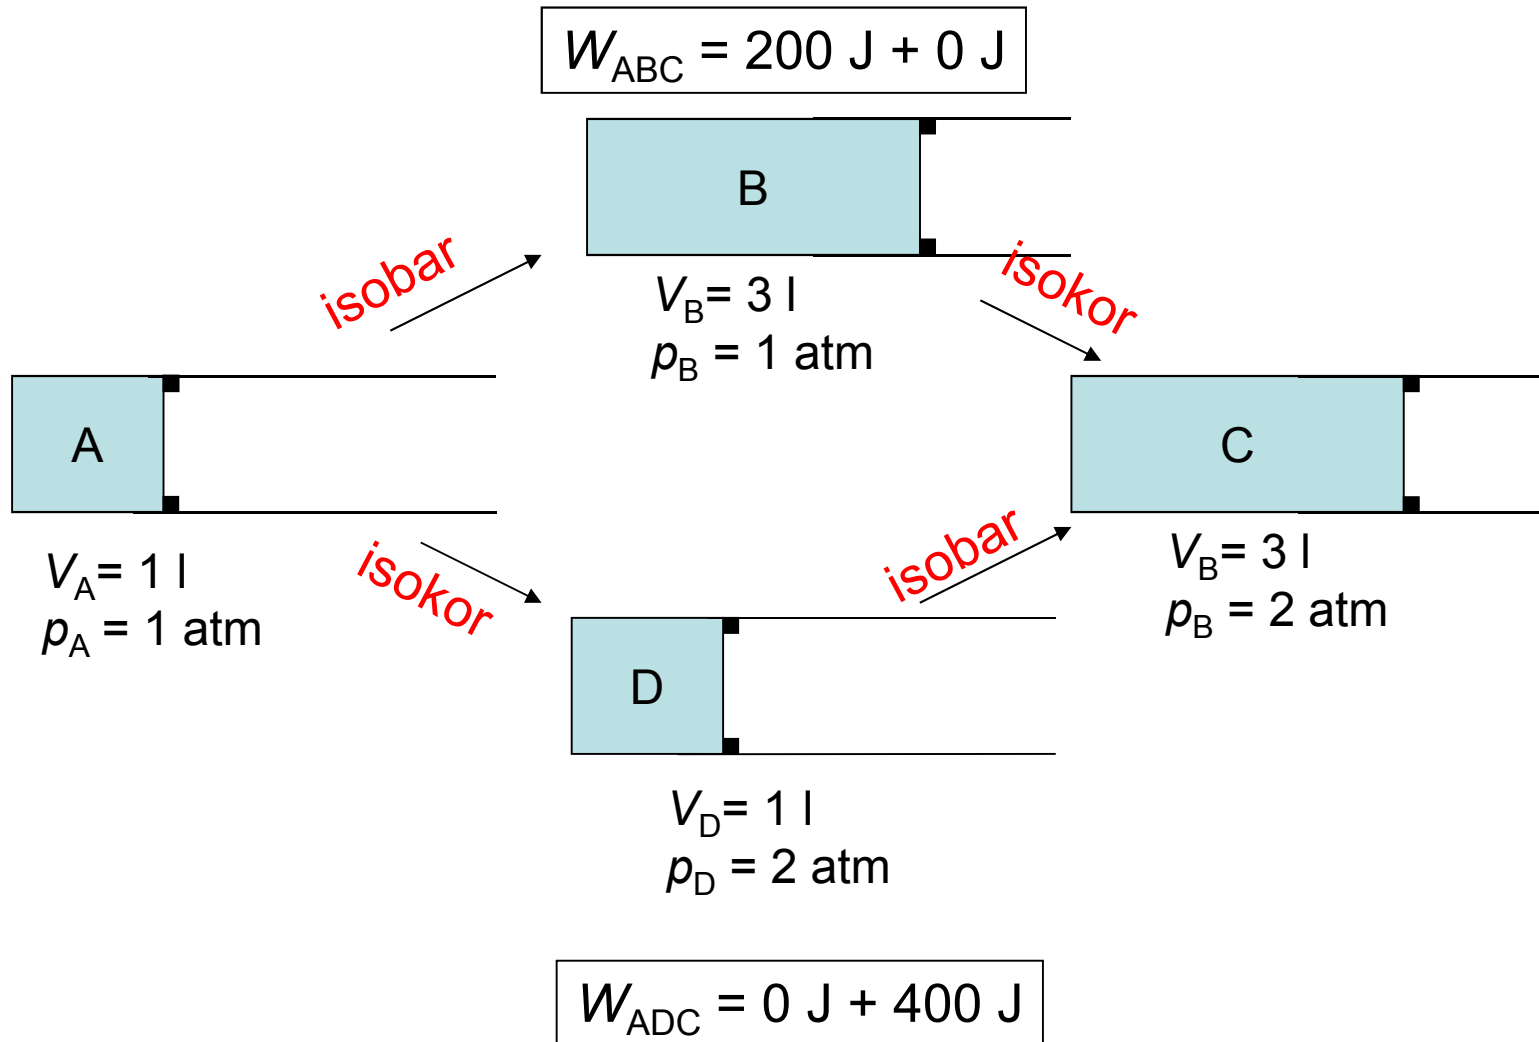 W_ABC = 200 J + 0 J
B
isobar
isokor
V_B= 3 l
p_B = 1 atm
A
C
V_A= 1 l
p_A = 1 atm
isokor
isobar
V_B= 3 l
p_B = 2 atm
D
V_D= 1 l
p_D = 2 atm
W_ADC = 0 J + 400 J